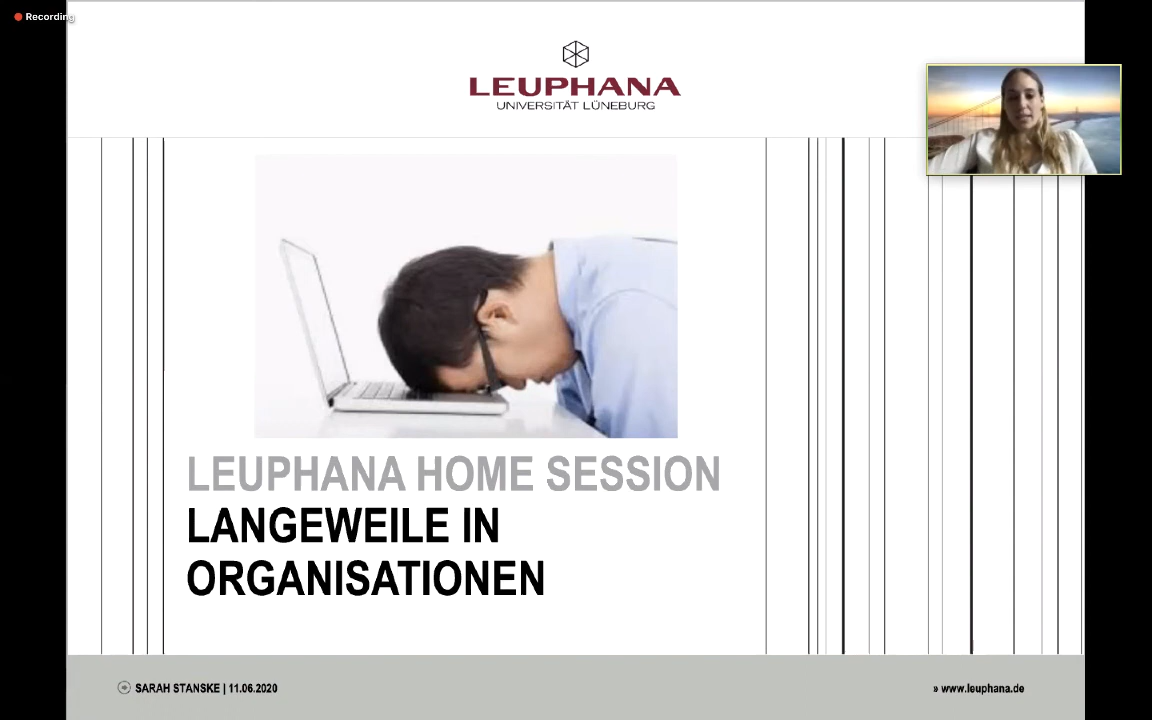 Recording
LEUPHANA
UNIVERSITÄT LÜNEBURG
LEUPHANA HOME SESSION
LANGEWEILE IN
ORGANISATIONEN
SARAH STANSKE | 11.06.2020
» www.leuphana.de